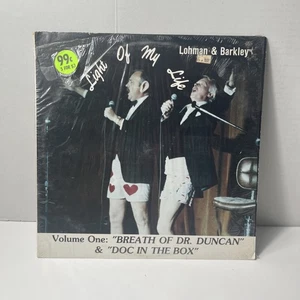 Lohman & Barkley
99¢
Light Of My Life
Volume One: "BREATH OF DR. DUNCAN"
& "DOC IN THE BOX"